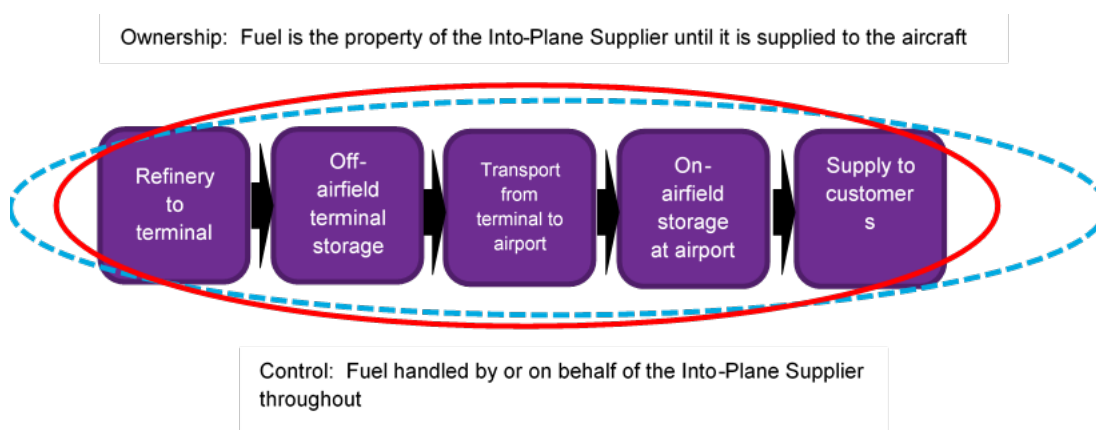 Ownership: Fuel is the property of the Into-Plane Supplier until it is supplied to the aircraft
Refinery
to
terminal
Off-
airfield
terminal
storage
Transport
from
terminal to
airport
On-
airfield
storage
at airport
Supply to
customer
s
Control: Fuel handled by or on behalf of the Into-Plane Supplier
throughout